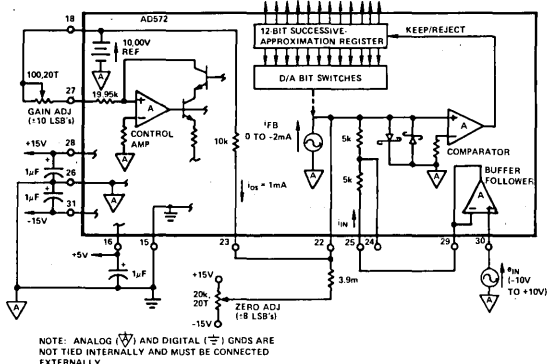 AD572
18
10,00V
REF
12-BIT SUCCESSIVE-
APPROXIMATION REGISTER
KEEP/REJECT
D/A BIT SWITCHES
100,20T
27
19.95k
GAIN ADJ
(±10 LSB's)
A
CONTROL
AMP
10k
iOS = 1mA
iFB
0 TO -2mA
5k
5k
A
COMPARATOR
BUFFER
FOLLOWER
A
iIN
+15V
28
1µF
26
1µF
-15V
31
A
16
15
23
22
25
24
29
30
+5V
1µF
+15V
20k,
20T
-15V
ZERO ADJ
(±8 LSB's)
3.9m
eIN
(-10V
TO +10V)
A
NOTE: ANALOG (A) AND DIGITAL (⏚) GNDS ARE
NOT TIED INTERNALLY AND MUST BE CONNECTED
EXTERNALLY